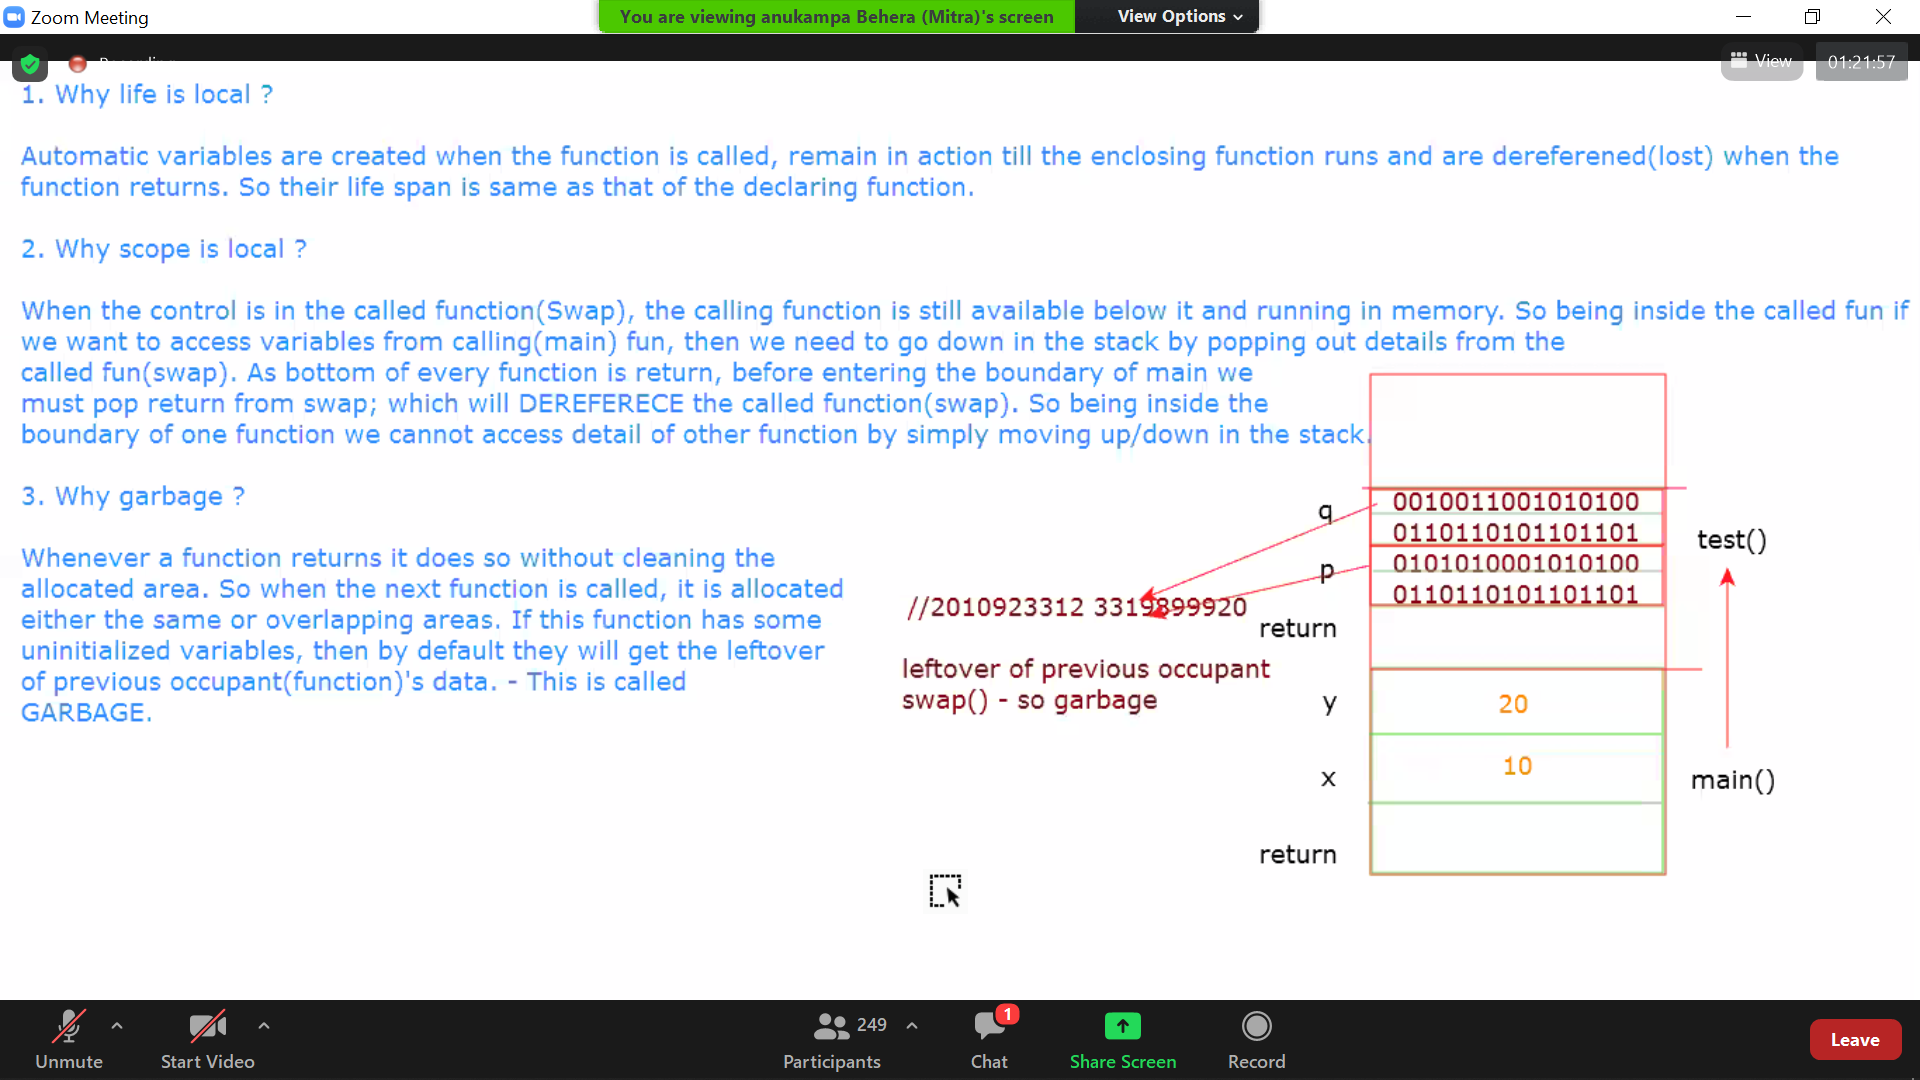 Zoom Meeting
You are viewing anukampa Behera (Mitra)'s screen
View Options
View
01:21:57
1. Why life is local ?
Automatic variables are created when the function is called, remain in action till the enclosing function runs and are dereferened(lost) when the
function returns. So their life span is same as that of the declaring function.
2. Why scope is local ?
When the control is in the called function(Swap), the calling function is still available below it and running in memory. So being inside the called fun if
we want to access variables from calling(main) fun, then we need to go down in the stack by popping out details from the
called fun(swap). As bottom of every function is return, before entering the boundary of main we
must pop return from swap; which will DEREFERECE the called function(swap). So being inside the
boundary of one function we cannot access detail of other function by simply moving up/down in the stack.
3. Why garbage ?
Whenever a function returns it does so without cleaning the
allocated area. So when the next function is called, it is allocated
either the same or overlapping areas. If this function has some
uninitialized variables, then by default they will get the leftover
of previous occupant(function)'s data. - This is called
GARBAGE.
//2010923312 3319899920
leftover of previous occupant
swap() - so garbage
q
0010011001010100
0110110101101101
p
0101010001010100
0110110101101101
return
test()
y
20
x
10
main()
return
Unmute
Start Video
249
Participants
1
Chat
Share Screen
Record
Leave